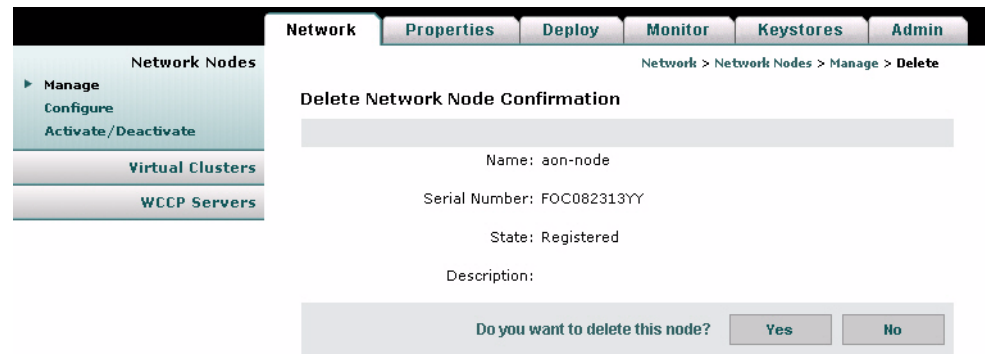 Network Properties Deploy Monitor Keystores Admin
Network Nodes
Manage
Configure
Activate/Deactivate
Virtual Clusters
WCCP Servers
Network > Network Nodes > Manage > Delete
Delete Network Node Confirmation
Name: aon-node
Serial Number: FOC082313YY
State: Registered
Description:
Do you want to delete this node? Yes No